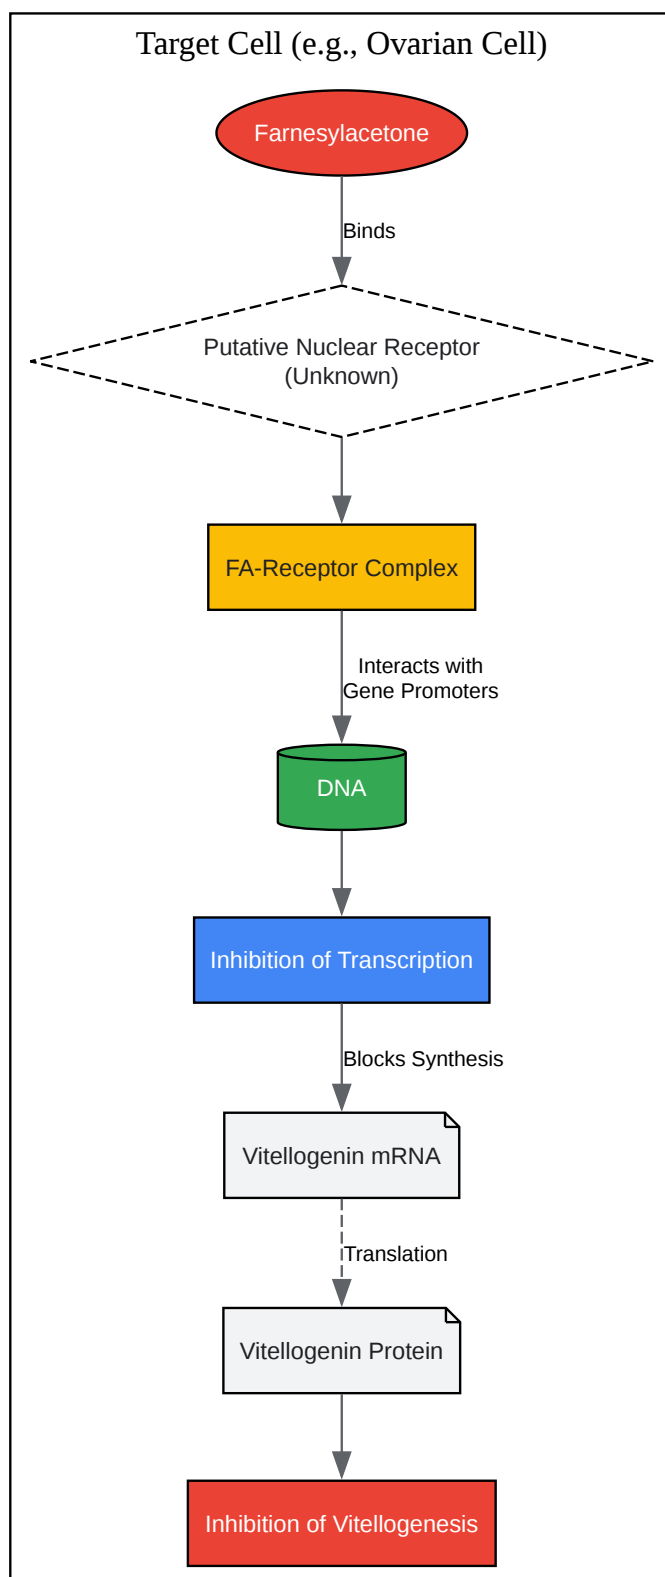 Target Cell (e.g., Ovarian Cell)
Farnesylacetone
Binds
Putative Nuclear Receptor
(Unknown)
FA-Receptor Complex
Interacts with
Gene Promoters
DNA
Inhibition of Transcription
Blocks Synthesis
Vitellogenin mRNA
Translation
Vitellogenin Protein
Inhibition of Vitellogenesis